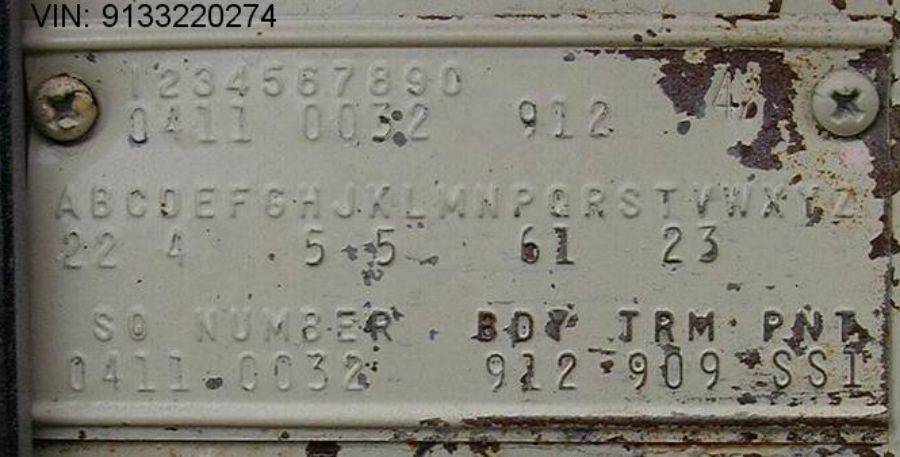 VIN: 9133220274
1234567890
0411 0032 912 4
ABCDEFGHJKLMNPQRSTVWXYZ
22 4 5 5 61 23
SO NUMBER BDY TRM PNT
0411 0032 912 909 SS1